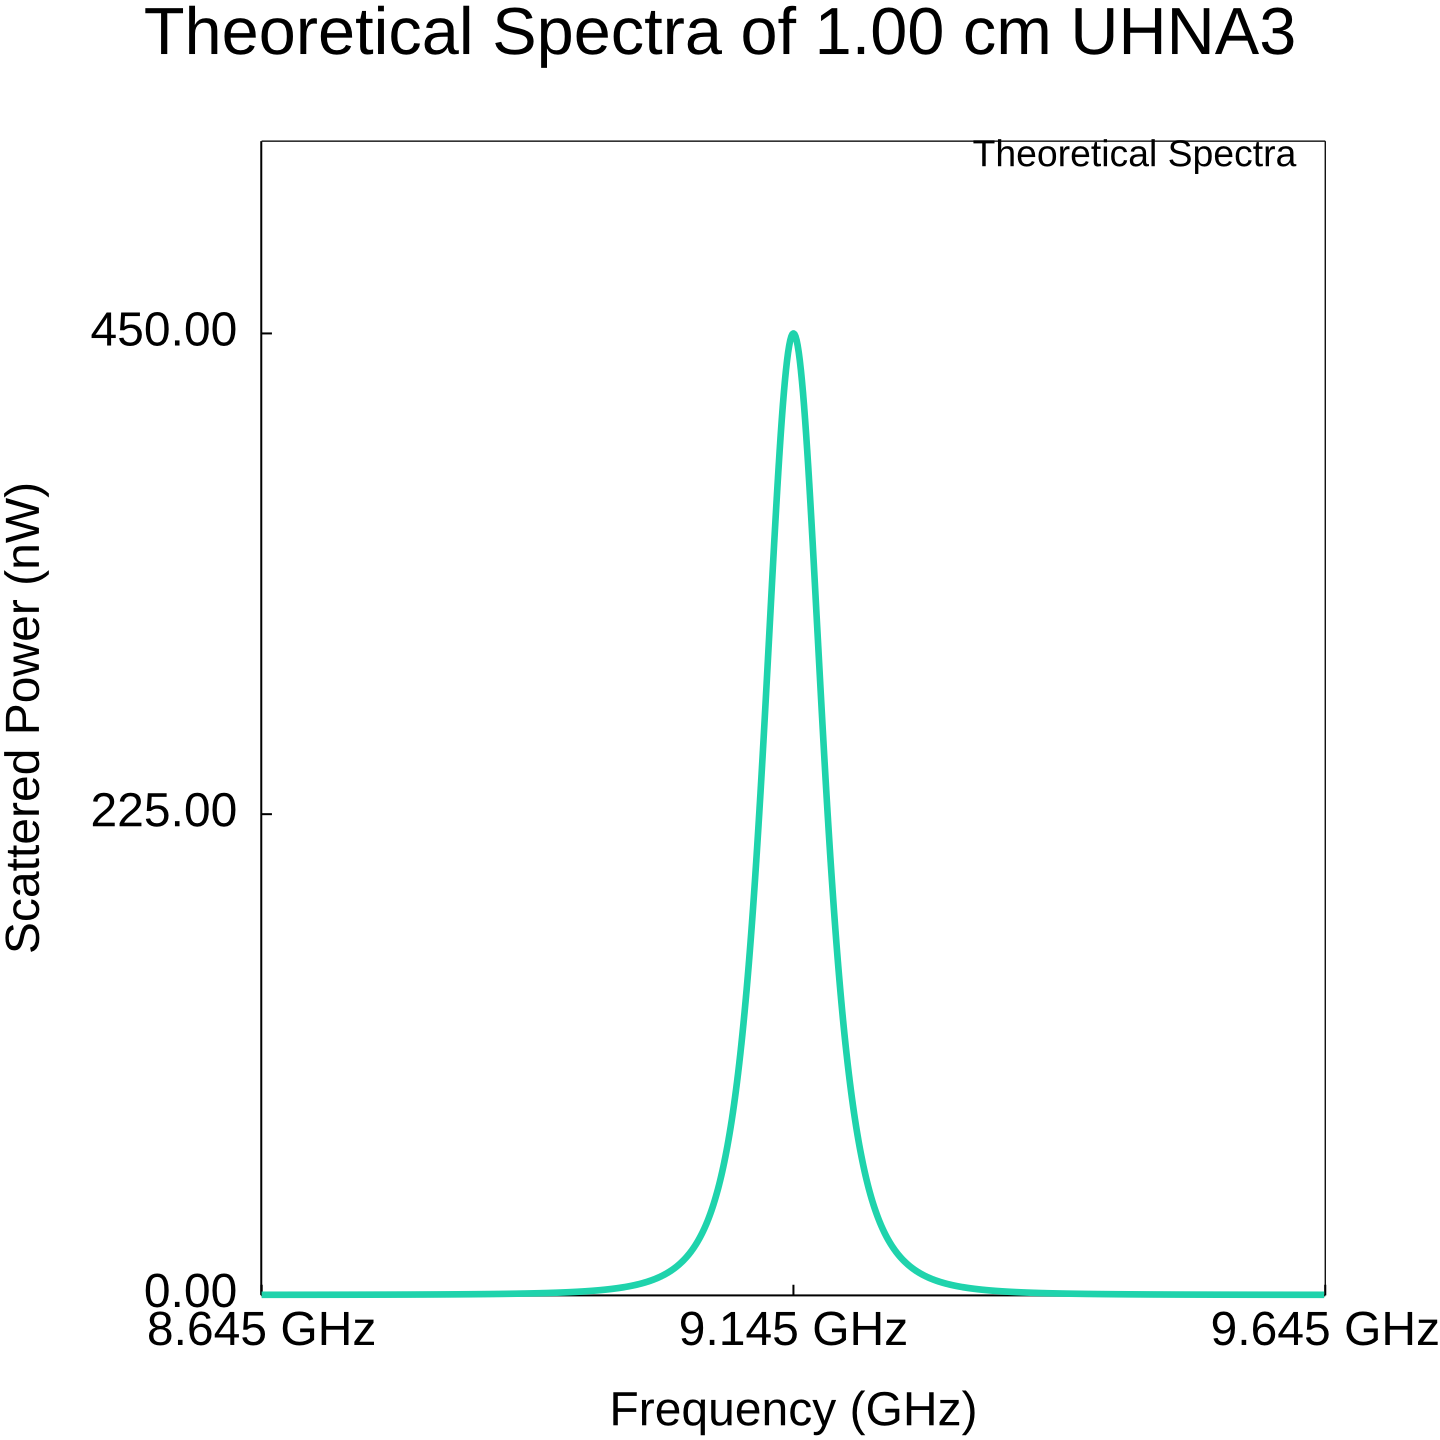 Theoretical Spectra of 1.00 cm UHNA3
Theoretical Spectra
450.00
225.00
0.00
Scattered Power (nW)
8.645 GHz
9.145 GHz
9.645 GHz
Frequency (GHz)